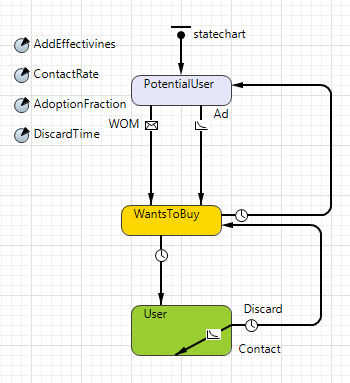 statechart
AddEffectivines
ContactRate
AdoptionFraction
DiscardTime
PotentialUser
WOM
Ad
WantsToBuy
User
Discard
Contact